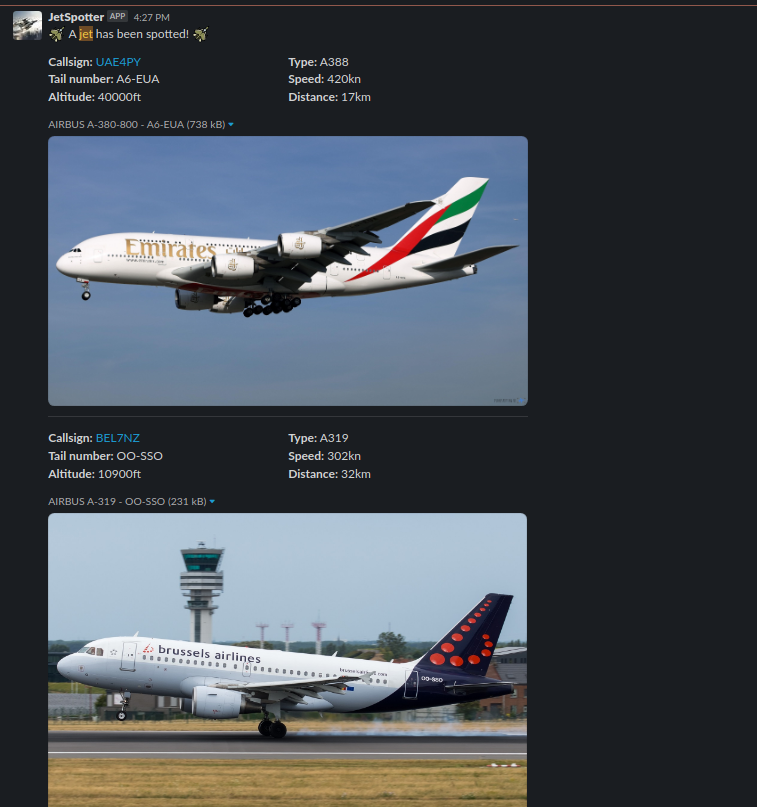 JetSpotter APP 4:27 PM
A jet has been spotted!
Callsign: UAE4PY Type: A388
Tail number: A6-EUA Speed: 420kn
Altitude: 40000ft Distance: 17km
AIRBUS A-380-800 - A6-EUA (738 kB)
Emirates
Callsign: BEL7NZ Type: A319
Tail number: OO-SSO Speed: 302kn
Altitude: 10900ft Distance: 32km
AIRBUS A-319 - OO-SSO (231 kB)
brussels airlines
brusselsairlines.com
OO-SSO